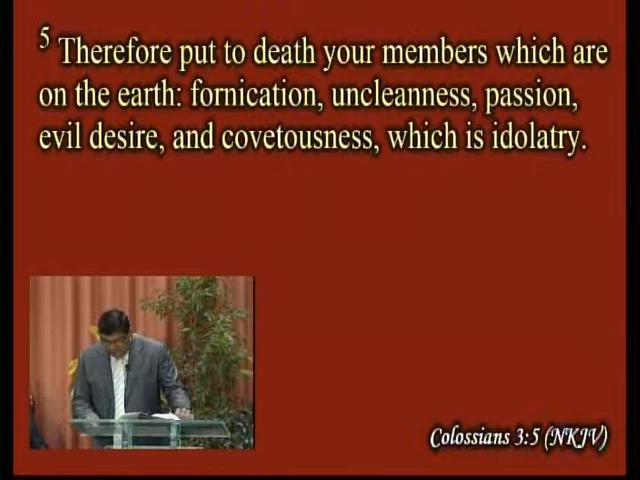 5 Therefore put to death your members which are
on the earth: fornication, uncleanness, passion,
evil desire, and covetousness, which is idolatry.
Colossians 3:5 (NKJV)